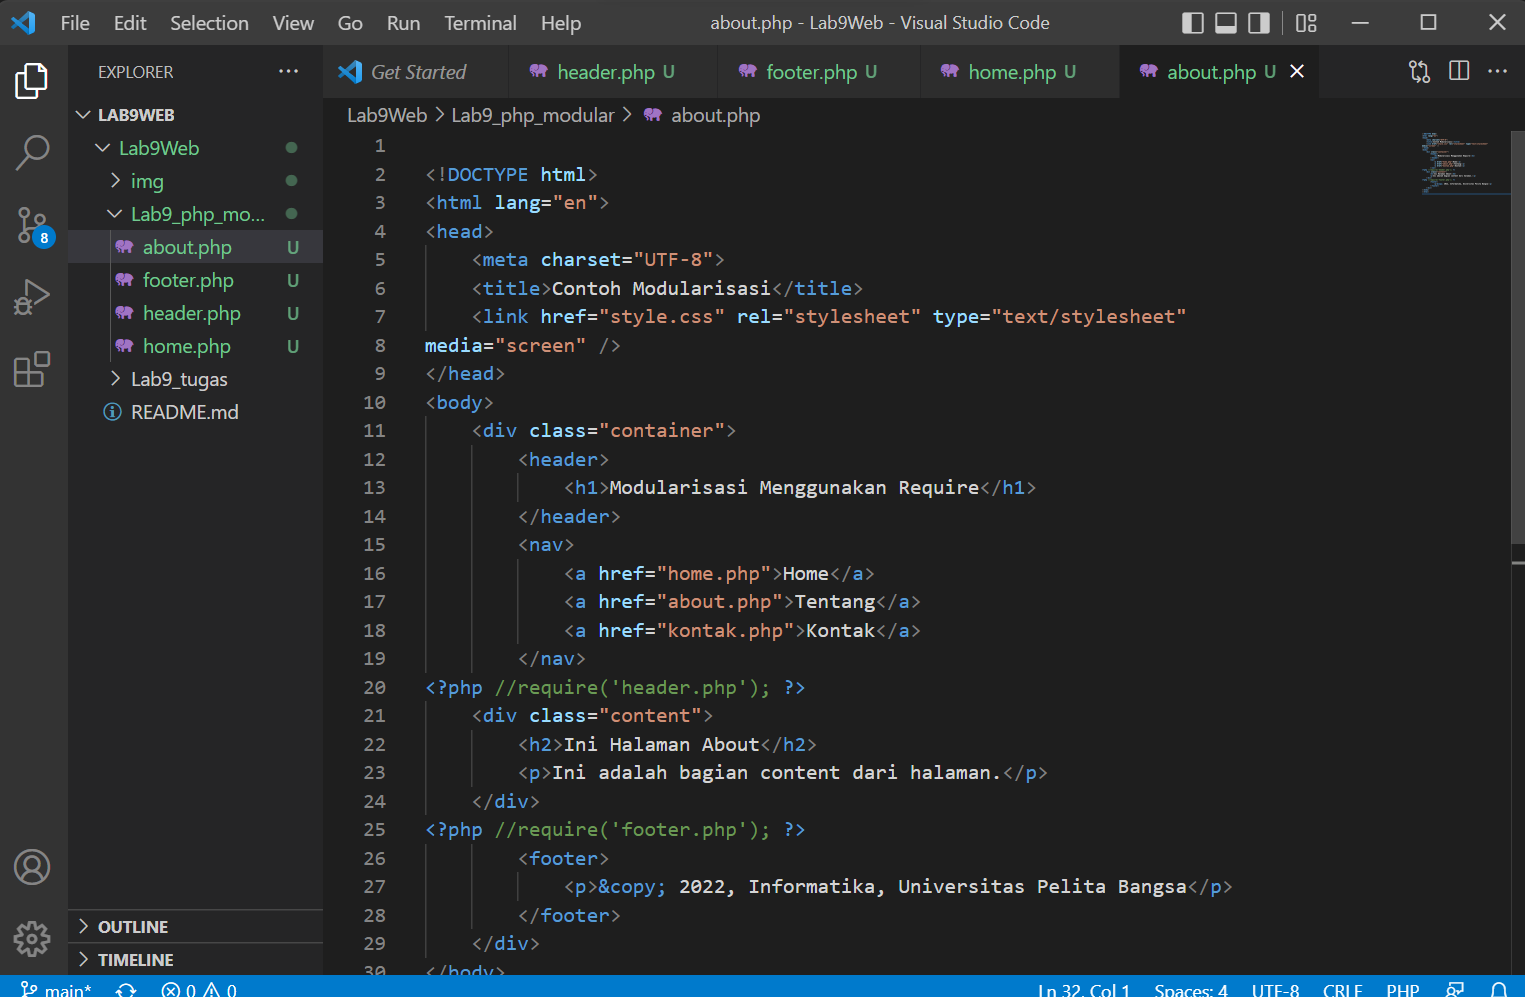 File Edit Selection View Go Run Terminal Help about.php - Lab9Web - Visual Studio Code
EXPLORER
Get Started header.php U footer.php U home.php U about.php U
LAB9WEB
Lab9Web
img
Lab9_php_mo...
about.php U
footer.php U
header.php U
home.php U
Lab9_tugas
README.md
8
OUTLINE
TIMELINE
Lab9Web > Lab9_php_modular > about.php
1
2 <!DOCTYPE html>
3 <html lang="en">
4 <head>
5 <meta charset="UTF-8">
6 <title>Contoh Modularisasi</title>
7 <link href="style.css" rel="stylesheet" type="text/stylesheet"
8 media="screen" />
9 </head>
10 <body>
11 <div class="container">
12 <header>
13 <h1>Modularisasi Menggunakan Require</h1>
14 </header>
15 <nav>
16 <a href="home.php">Home</a>
17 <a href="about.php">Tentang</a>
18 <a href="kontak.php">Kontak</a>
19 </nav>
20 <?php //require('header.php'); ?>
21 <div class="content">
22 <h2>Ini Halaman About</h2>
23 <p>Ini adalah bagian content dari halaman.</p>
24 </div>
25 <?php //require('footer.php'); ?>
26 <footer>
27 <p>&copy; 2022, Informatika, Universitas Pelita Bangsa</p>
28 </footer>
29 </div>
30 </body>
main* 0 0 Ln 32, Col 1 Spaces: 4 UTF-8 CRLF PHP